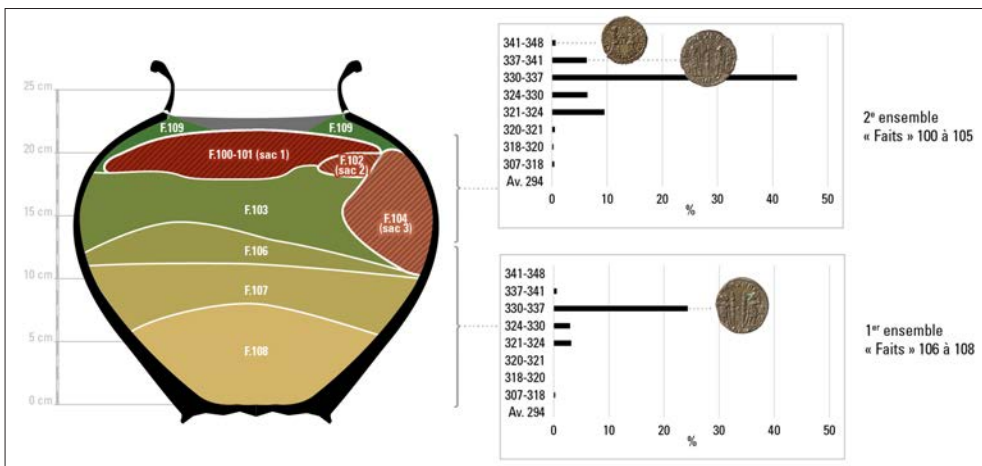 25 cm
20 cm
15 cm
10 cm
5 cm
0 cm
F.109
F.109
F.100-101 (sac 1)
F.102
(sac 2)
F.103
F.104
(sac 3)
F.106
F.107
F.108
341-348
337-341
330-337
324-330
321-324
320-321
318-320
307-318
Av. 294
0 10 20 30 40 50
%
2e ensemble
« Faits » 100 à 105
341-348
337-341
330-337
324-330
321-324
320-321
318-320
307-318
Av. 294
0 10 20 30 40 50
%
1er ensemble
« Faits » 106 à 108